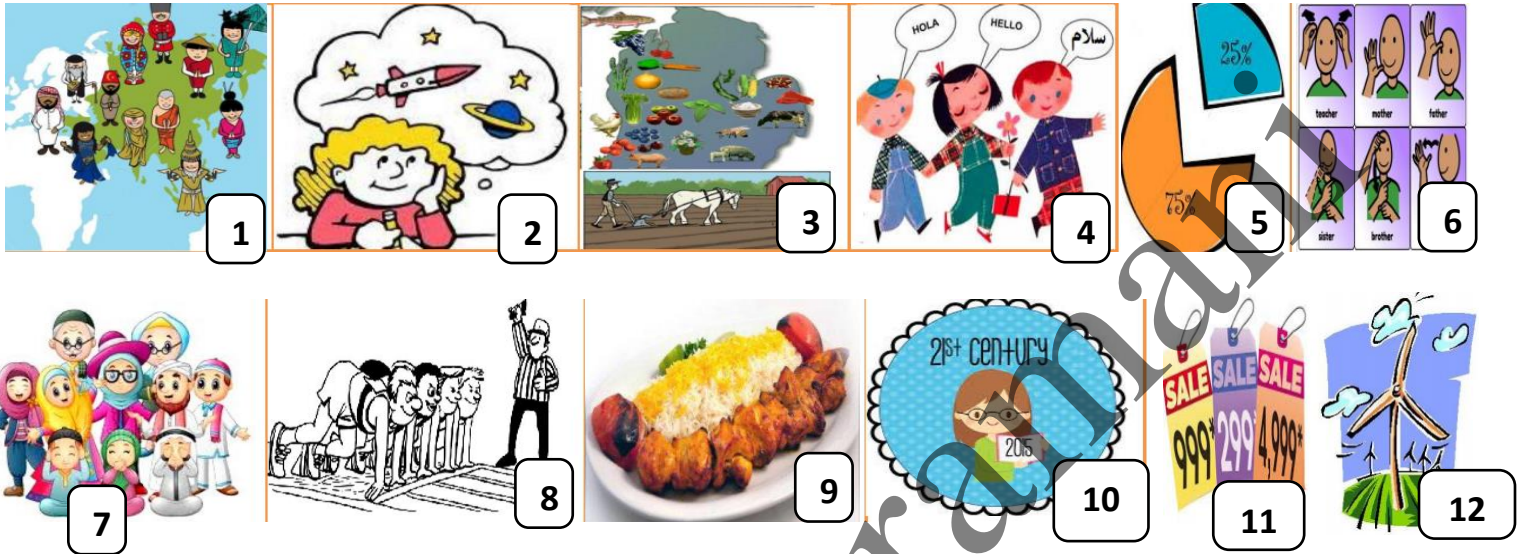 HOLA
HELLO
سلام
25%
75%
teacher
mother
father
sister
brother
1
2
3
4
5
6
21st century
2015
SALE
SALE
SALE
999*
299*
4,999*
7
8
9
10
11
12